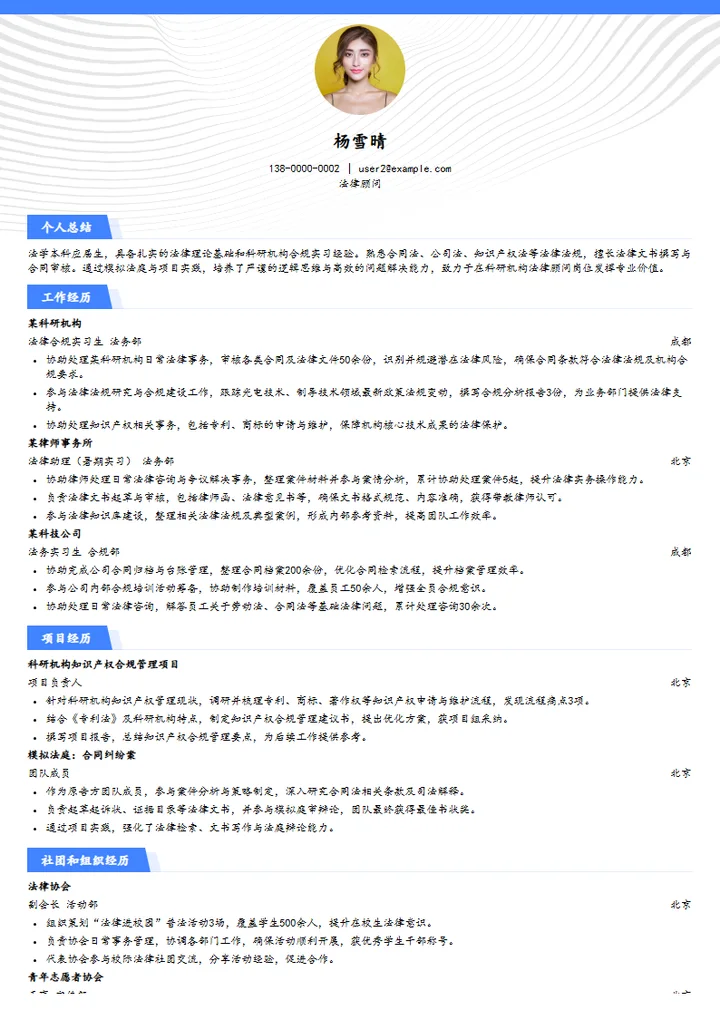 杨雪晴
138-0000-0002 | user2@example.com
法律顾问
个人总结
法学本科应届生，具备扎实的法律理论基础和科研机构合规实习经验。熟悉合同法、公司法、知识产权法等法律法规，擅长法律文书撰写与
合同审核。通过模拟法庭与项目实践，培养了严谨的逻辑思维与高效的问题解决能力，致力于在科研机构法律顾问岗位发挥专业价值。
工作经历
某科研机构
法律合规实习生 法务部 成都
• 协助处理某科研机构日常法律事务，审核各类合同及法律文件50余份，识别并规避潜在法律风险，确保合同条款符合法律法规及机构合
规要求。
• 参与法律法规研究与合规建设工作，跟踪光电技术、制导技术领域最新政策法规变动，撰写合规分析报告3份，为业务部门提供法律支
持。
• 协助处理知识产权相关事务，包括专利、商标的申请与维护，保障机构核心技术成果的法律保护。
某律师事务所
法律助理（暑期实习） 法务部 北京
• 协助律师处理日常法律咨询与争议解决事务，整理案件材料并参与案情分析，累计协助处理案件5起，提升法律实务操作能力。
• 负责法律文书起草与审核，包括律师函、法律意见书等，确保文书格式规范、内容准确，获得带教律师认可。
• 参与法律知识库建设，整理相关法律法规及典型案例，形成内部参考资料，提高团队工作效率。
某科技公司
法务实习生 合规部 成都
• 协助完成公司合同归档与台账管理，整理合同档案200余份，优化合同检索流程，提升档案管理效率。
• 参与公司内部合规培训活动筹备，协助制作培训材料，覆盖员工50余人，增强全员合规意识。
• 协助处理日常法律咨询，解答员工关于劳动法、合同法等基础法律问题，累计处理咨询30余次。
项目经历
科研机构知识产权合规管理项目
项目负责人 北京
• 针对科研机构知识产权管理现状，调研并梳理专利、商标、著作权等知识产权申请与维护流程，发现流程痛点3项。
• 结合《专利法》及科研机构特点，制定知识产权合规管理建议书，提出优化方案，获项目组采纳。
• 撰写项目报告，总结知识产权合规管理要点，为后续工作提供参考。
模拟法庭：合同纠纷案
团队成员 北京
• 作为原告方团队成员，参与案件分析与策略制定，深入研究合同法相关条款及司法解释。
• 负责起草起诉状、证据目录等法律文书，并参与模拟庭审辩论，团队最终获得最佳书状奖。
• 通过项目实践，强化了法律检索、文书写作与法庭辩论能力。
社团和组织经历
法律协会
副会长 活动部 北京
• 组织策划“法律进校园”普法活动3场，覆盖学生500余人，提升在校生法律意识。
• 负责协会日常事务管理，协调各部门工作，确保活动顺利开展，获优秀学生干部称号。
• 代表协会参与校际法律社团交流，分享活动经验，促进合作。
青年志愿者协会